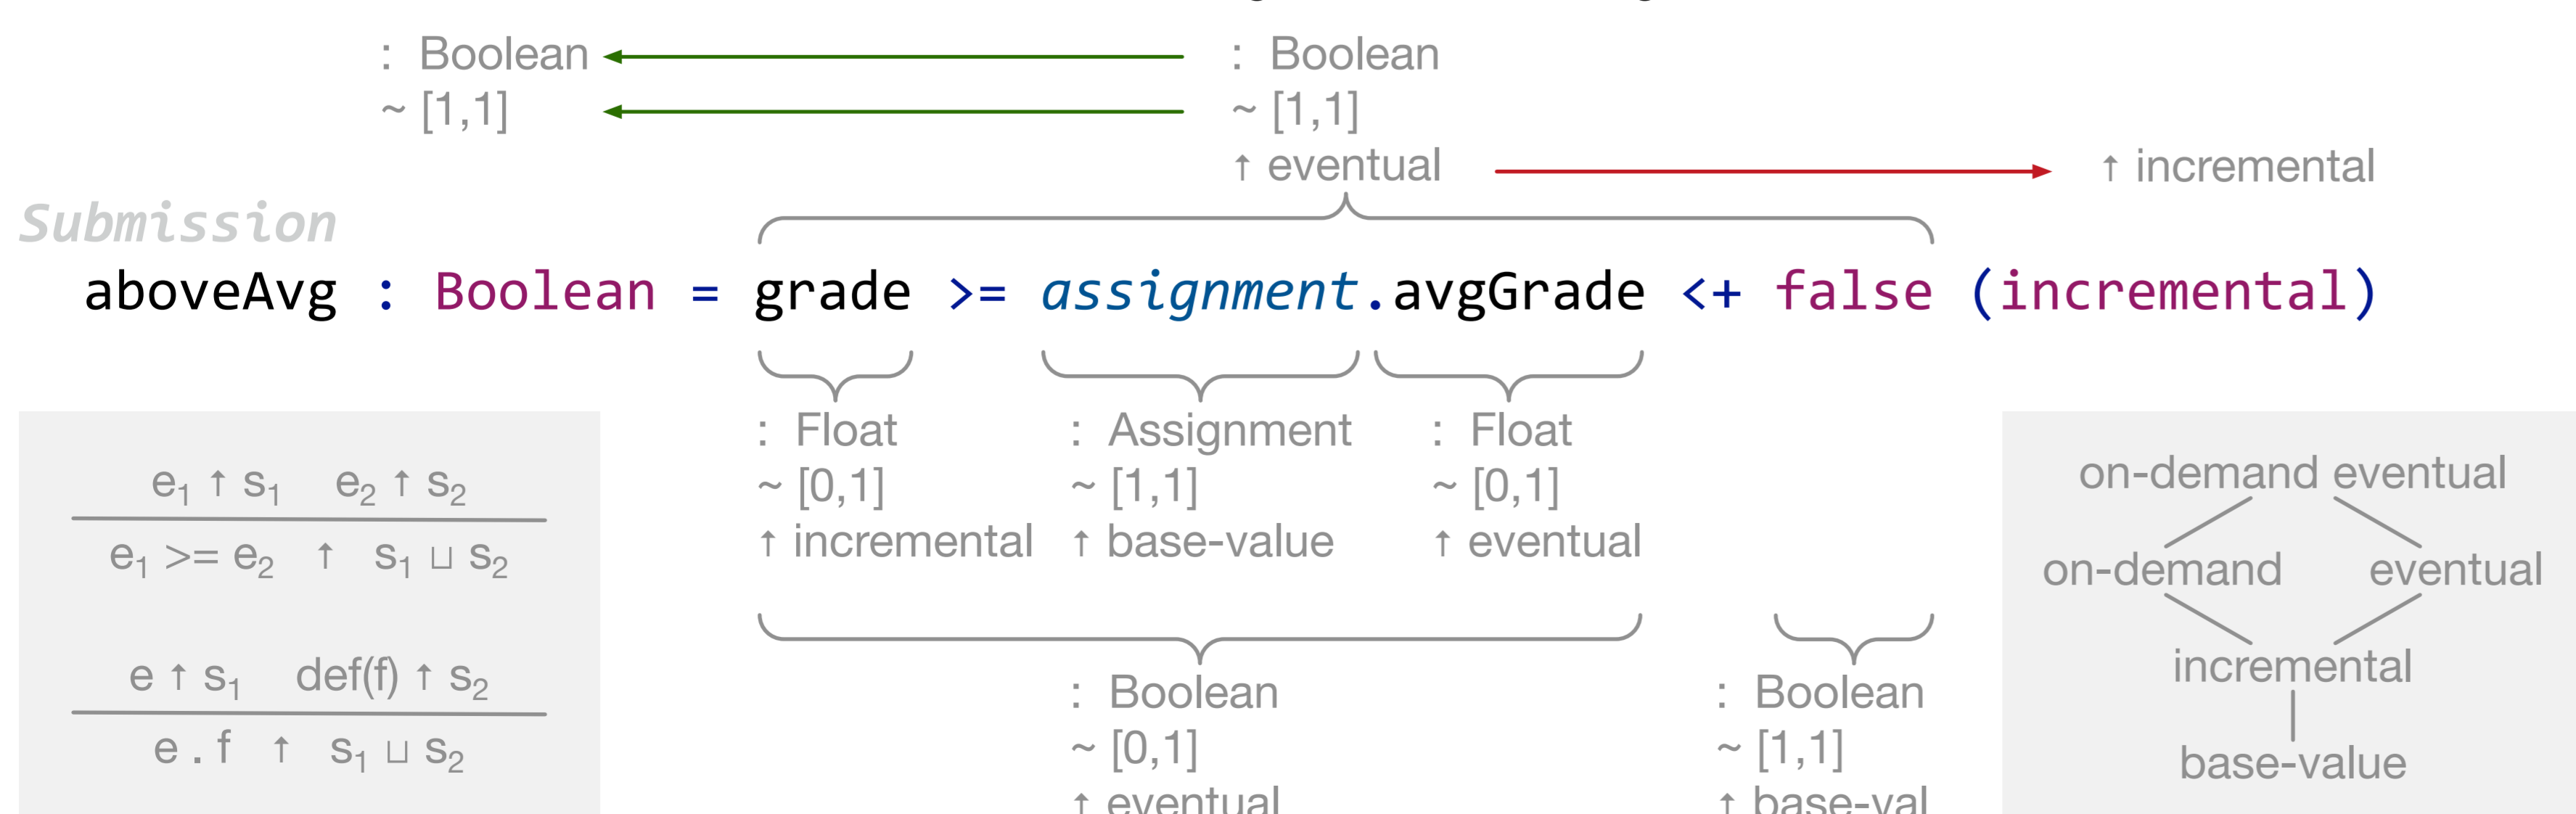 : Boolean : Boolean
~ [1,1] ~ [1,1]
↑ eventual ↑ incremental
Submission
aboveAvg : Boolean = grade >= assignment.avgGrade <+ false (incremental)
: Float : Assignment : Float
~ [0,1] ~ [1,1] ~ [0,1]
↑ incremental ↑ base-value ↑ eventual
e₁ ↑ s₁ e₂ ↑ s₂
e₁ >= e₂ ↑ s₁ ⊔ s₂
e ↑ s₁ def(f) ↑ s₂
e . f ↑ s₁ ⊔ s₂
: Boolean : Boolean
~ [0,1] ~ [1,1]
↑ eventual ↑ base-val
on-demand eventual
on-demand eventual
incremental
base-value